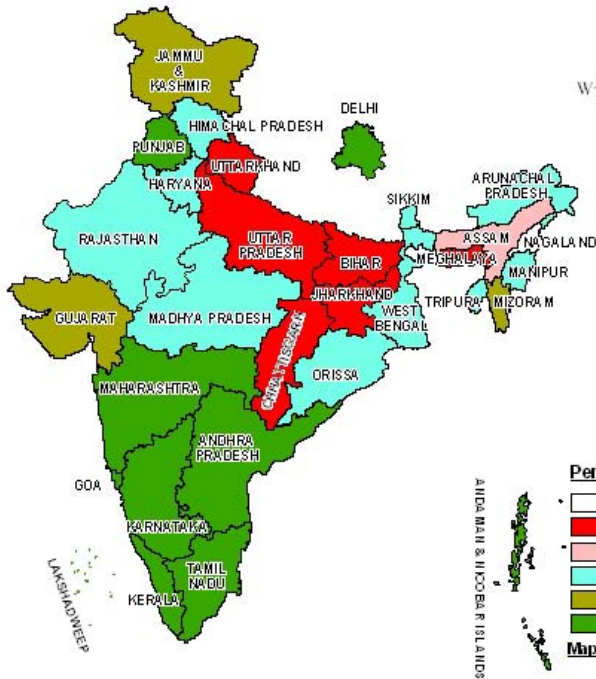 JAMMU
&
KASHMIR
HIMACHAL PRADESH
DELHI
PUNJAB
UTTARKHAND
HARYANA
SIKKIM
ARUNACHAL
PRADESH
RAJASTHAN
UTTAR
PRADESH
ASSAM
NAGALAND
BIHAR
MEGHALAYA
MANIPUR
JHARKHAND
TRIPURA
MIZORAM
GUJARAT
MADHYA PRADESH
WEST
BENGAL
CHHATTISGARH
ORISSA
MAHARASHTRA
ANDHRA
PRADESH
GOA
KARNATAKA
TAMIL
NADU
KERALA
LAKSHADWEEP
ANDAMAN & NICOBAR ISLANDS
Map